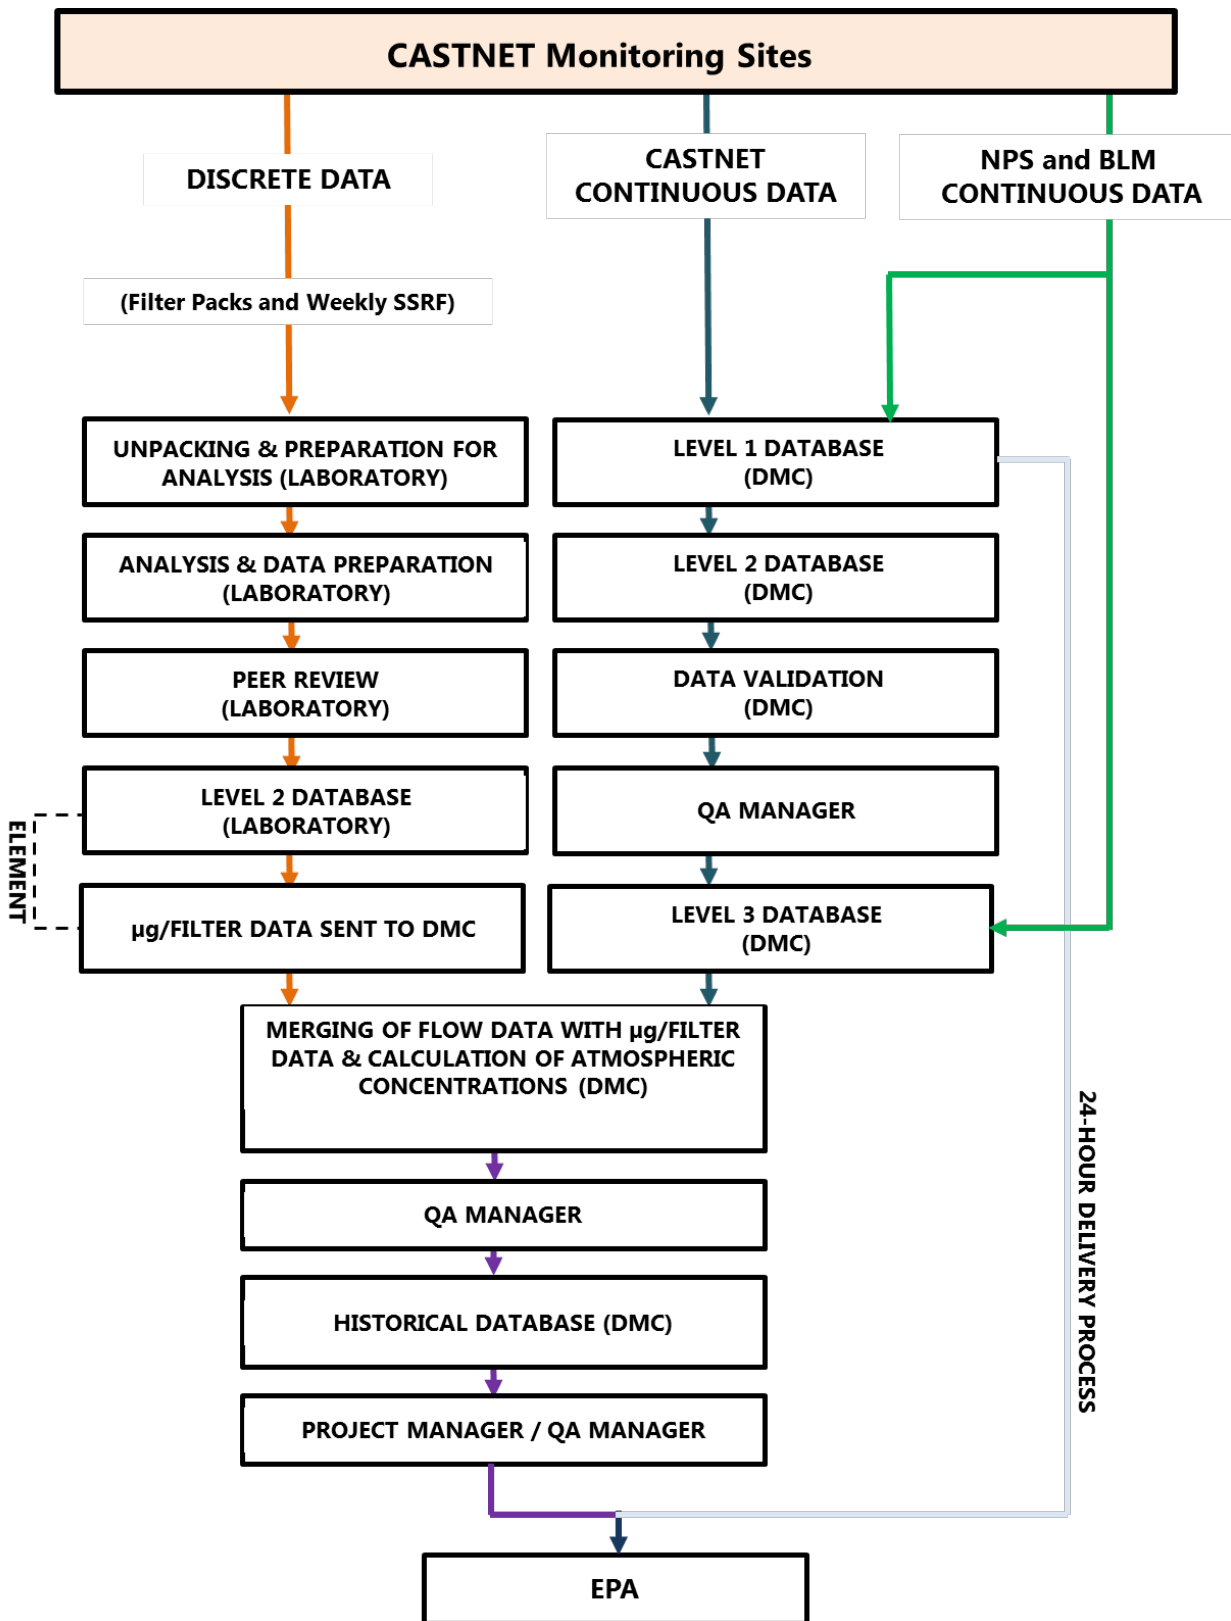 CASTNET Monitoring Sites
DISCRETE DATA
CASTNET
CONTINUOUS DATA
NPS and BLM
CONTINUOUS DATA
(Filter Packs and Weekly SSRF)
UNPACKING & PREPARATION FOR
ANALYSIS (LABORATORY)
LEVEL 1 DATABASE
(DMC)
ANALYSIS & DATA PREPARATION
(LABORATORY)
LEVEL 2 DATABASE
(DMC)
PEER REVIEW
(LABORATORY)
DATA VALIDATION
(DMC)
LEVEL 2 DATABASE
(LABORATORY)
QA MANAGER
ELEMENT
µg/FILTER DATA SENT TO DMC
LEVEL 3 DATABASE
(DMC)
MERGING OF FLOW DATA WITH µg/FILTER
DATA & CALCULATION OF ATMOSPHERIC
CONCENTRATIONS (DMC)
24-HOUR DELIVERY PROCESS
QA MANAGER
HISTORICAL DATABASE (DMC)
PROJECT MANAGER / QA MANAGER
EPA